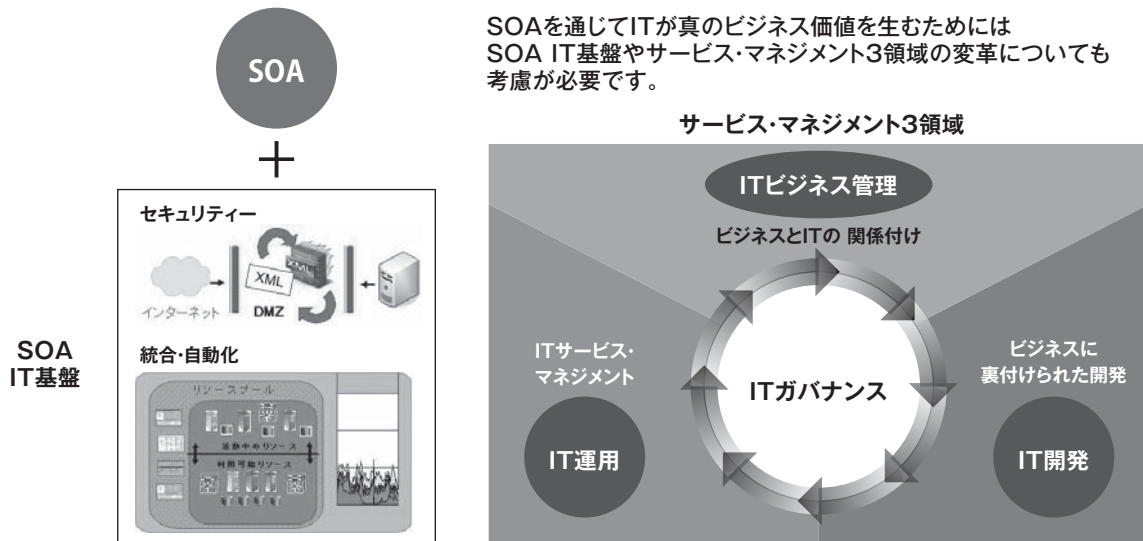 SOA
SOAを通じてITが真のビジネス価値を生むためには
SOA IT基盤やサービス・マネジメント3領域の変革についても
考慮が必要です。
+
SOA
IT基盤
セキュリティー
XML
XML
インターネット
DMZ
統合・自動化
リソースプール
活動中のリソース
利用可能リソース
サービス・マネジメント3領域
ITビジネス管理
ビジネスとITの 関係付け
ITサービス・
マネジメント
IT運用
ITガバナンス
ビジネスに
裏付けられた開発
IT開発